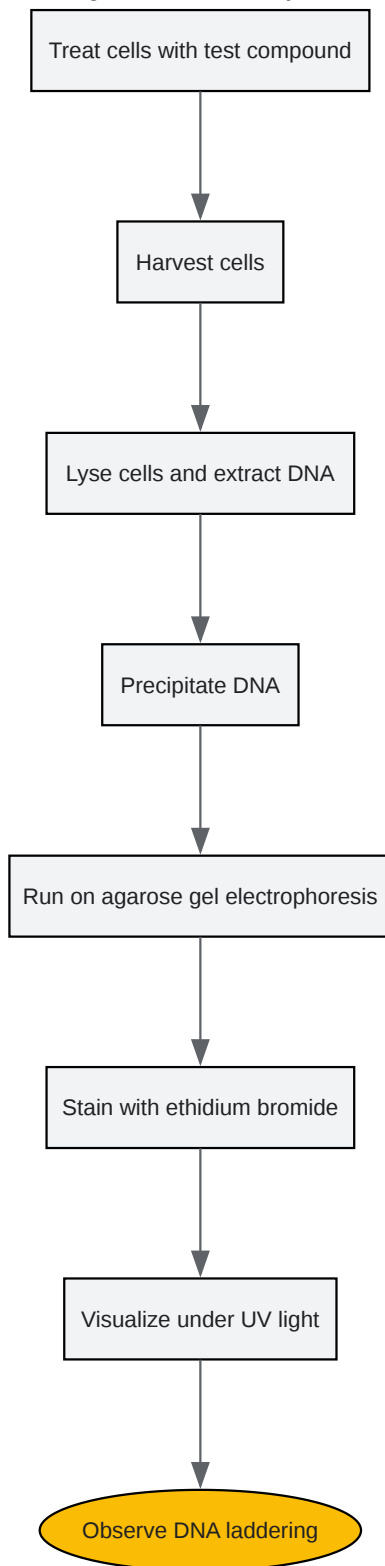 Treat cells with test compound
Harvest cells
Lyse cells and extract DNA
Precipitate DNA
Run on agarose gel electrophoresis
Stain with ethidium bromide
Visualize under UV light
Observe DNA laddering